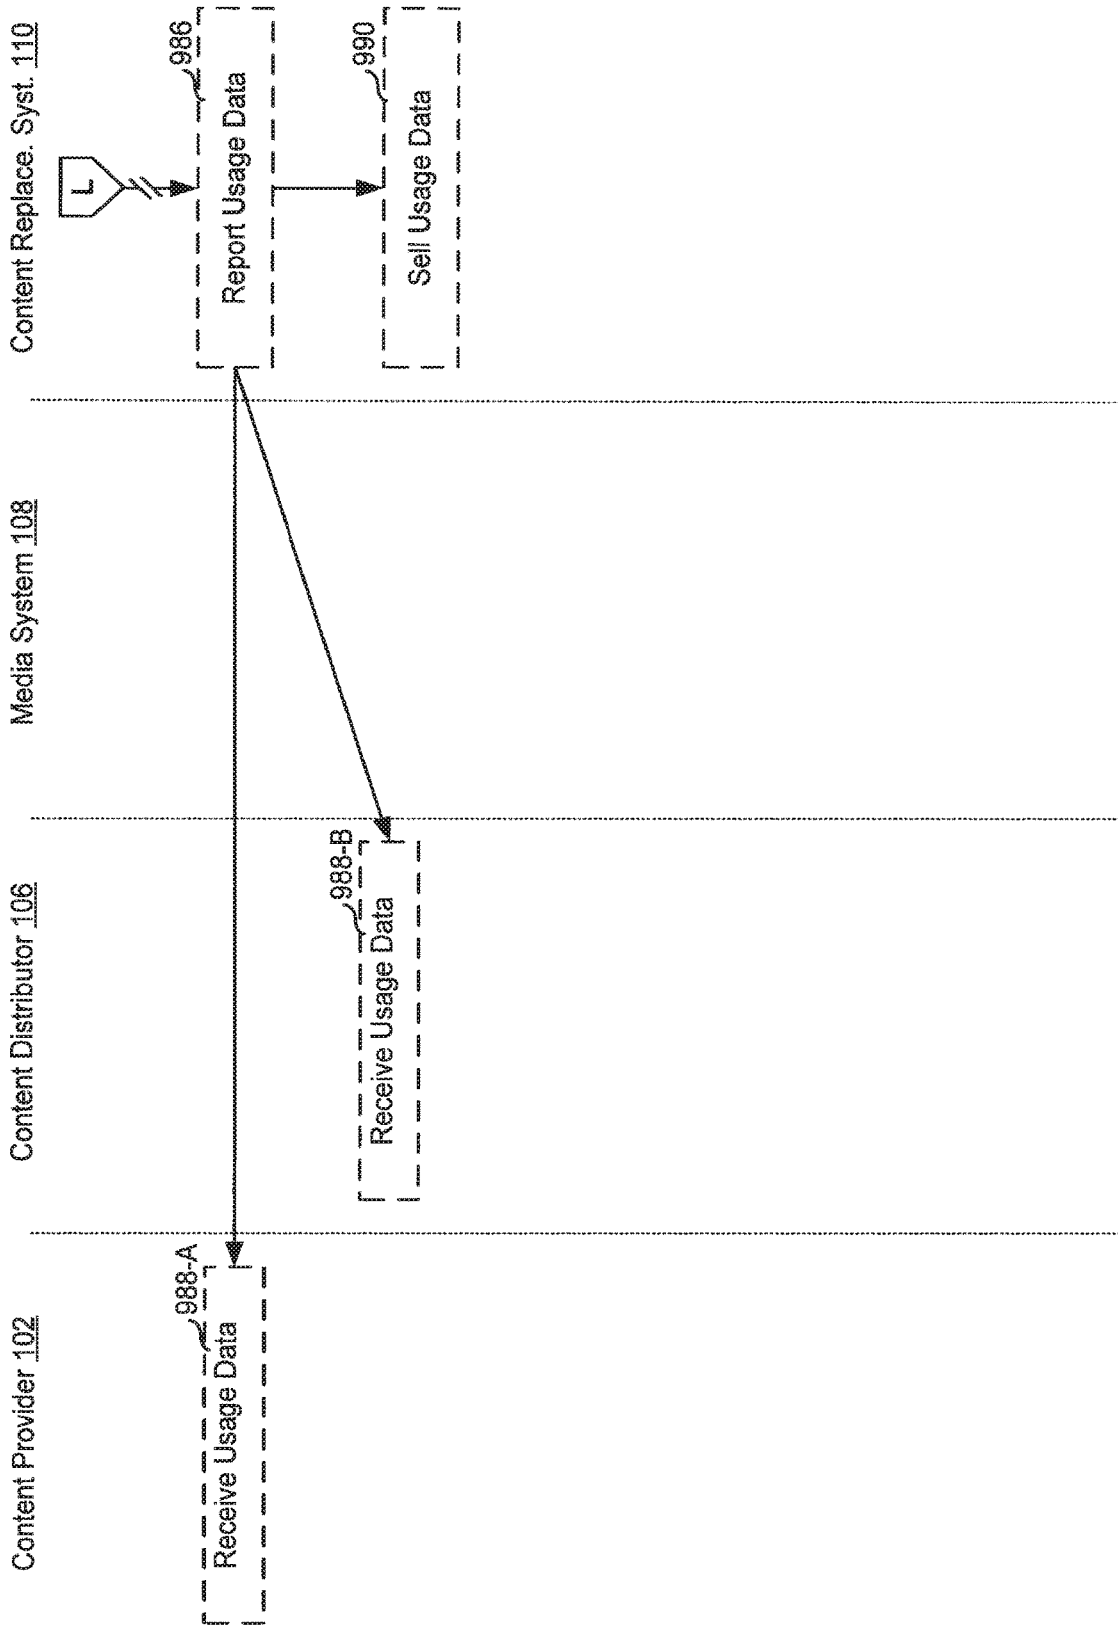 Content Provider 102
Content Distributor 106
Media System 108
Content Replace. Syst. 110
L
986
Report Usage Data
988-A
Receive Usage Data
988-B
Receive Usage Data
990
Sell Usage Data